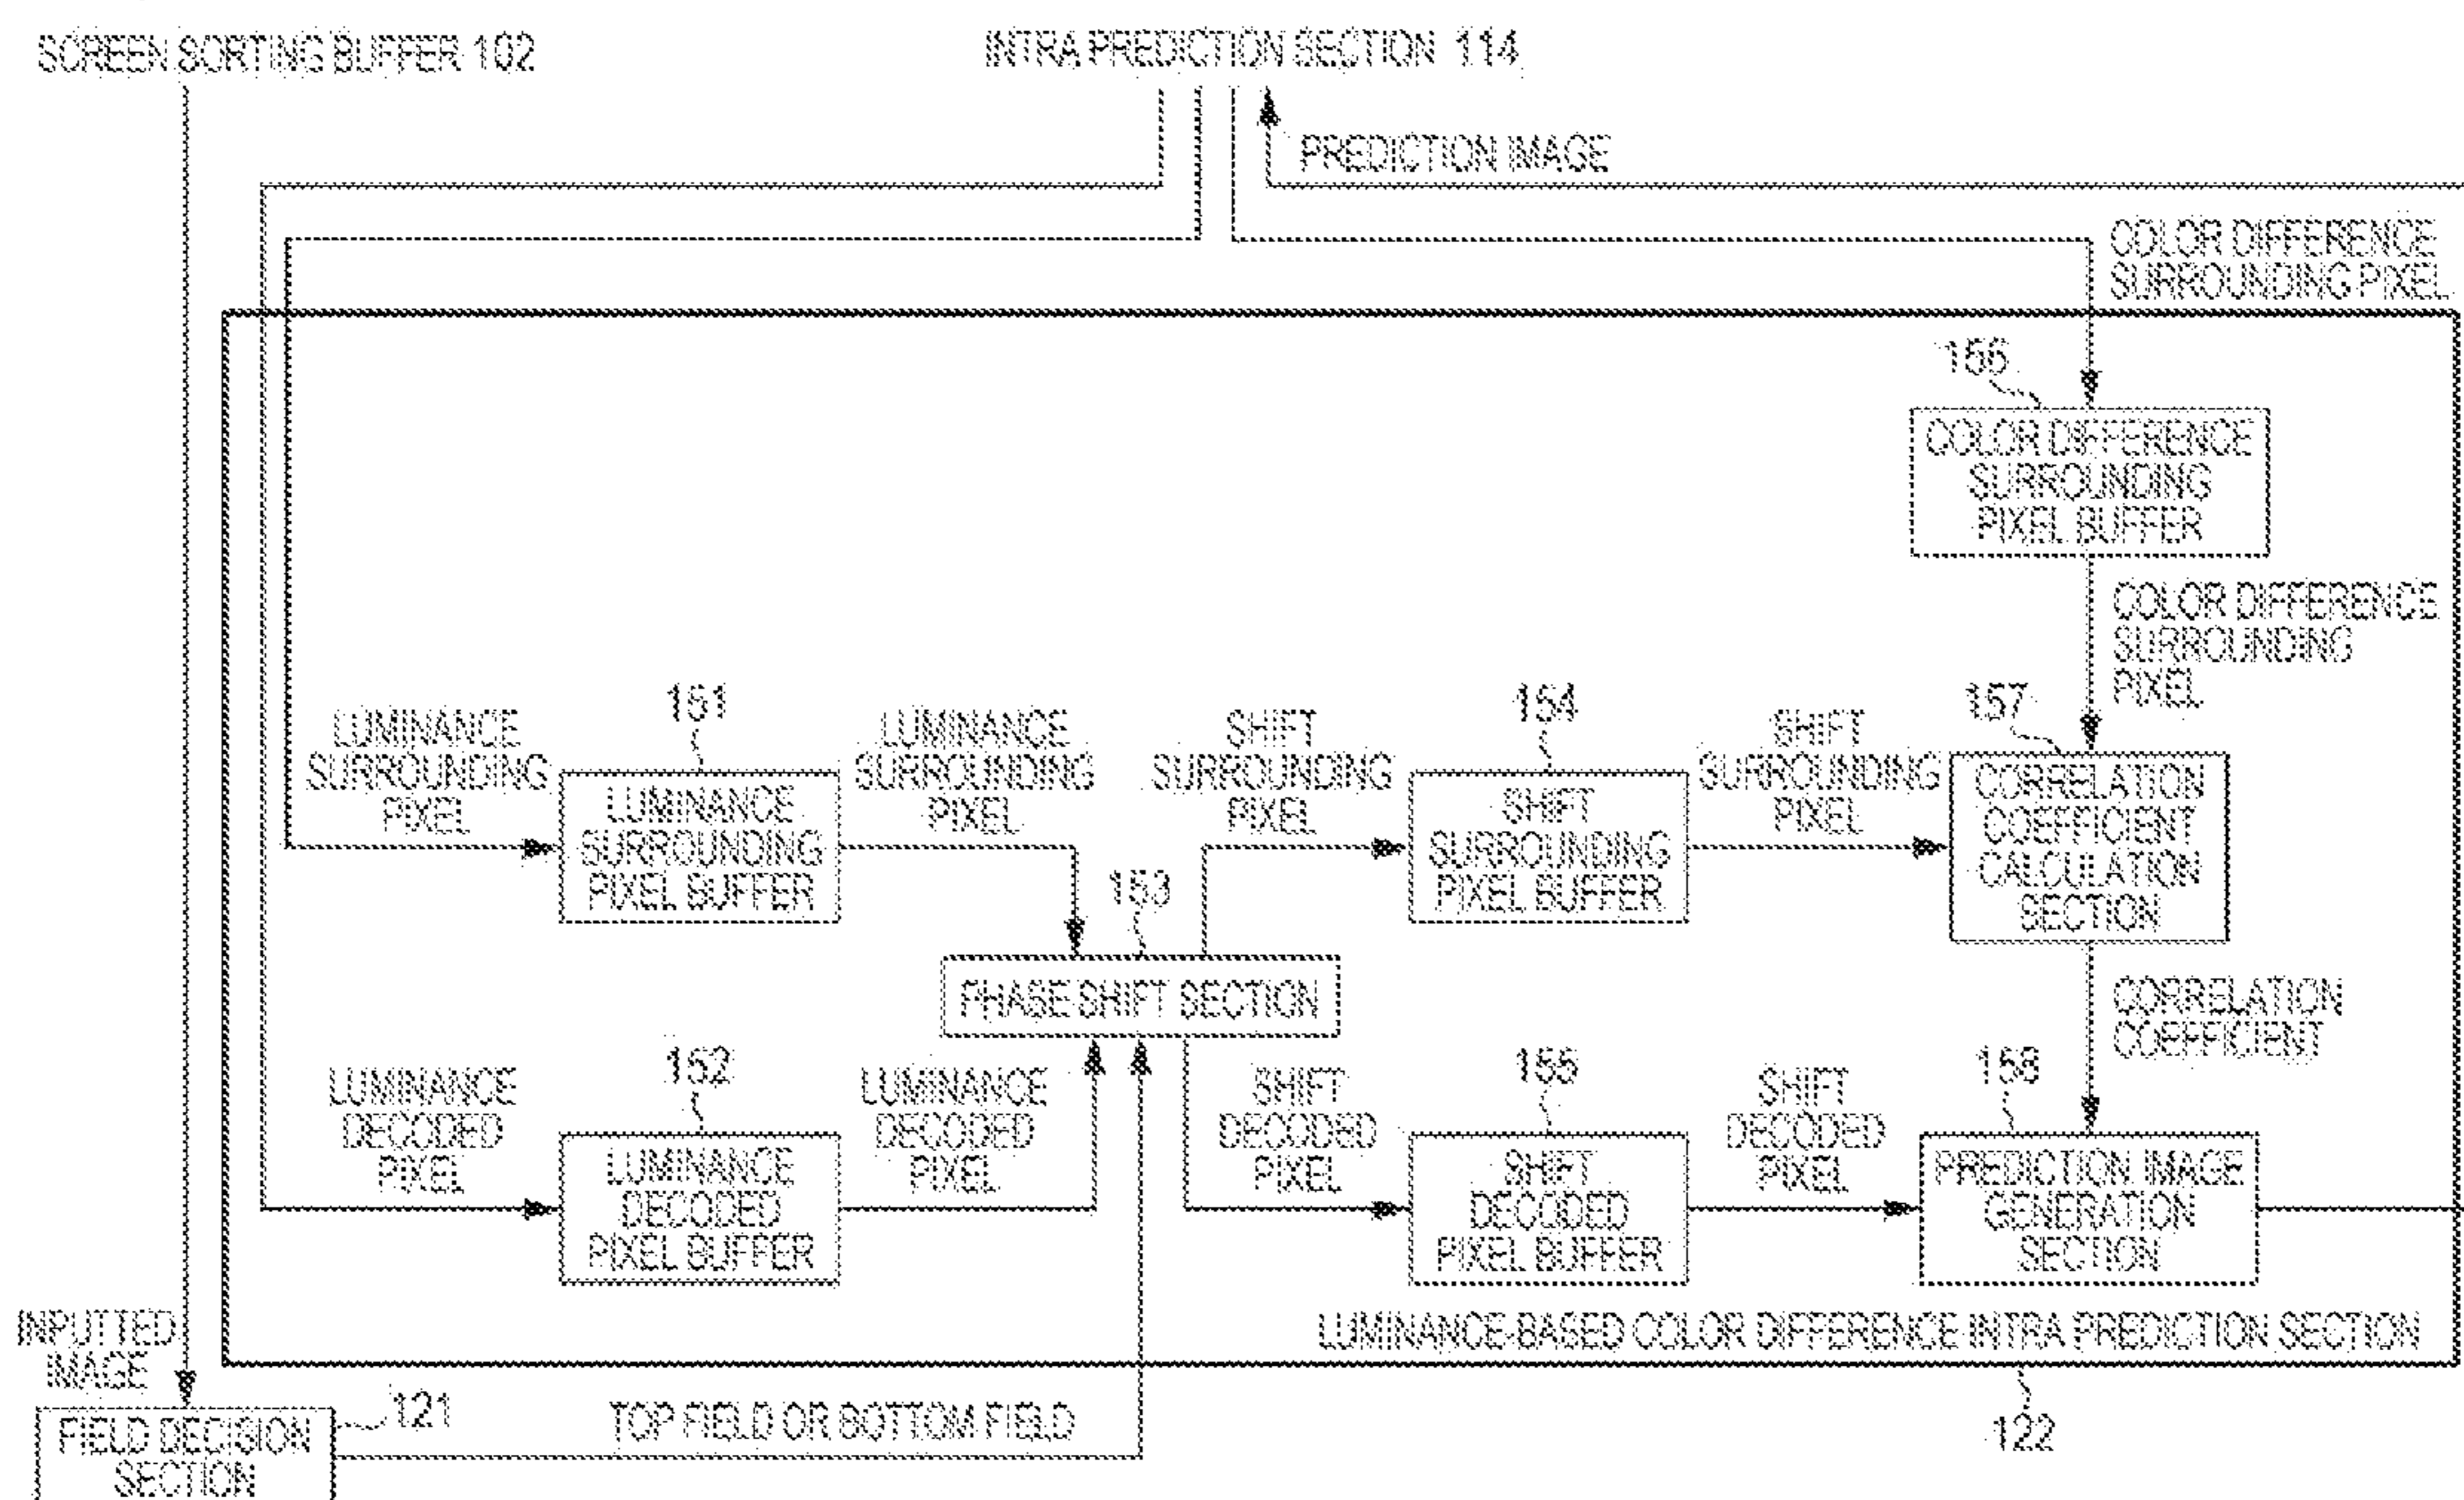 SCREEN SORTING BUFFER 102
INTRA PREDICTION SECTION 114
PREDICTION IMAGE
COLOR DIFFERENCE
SURROUNDING PIXEL
156
COLOR DIFFERENCE
SURROUNDING
PIXEL BUFFER
COLOR DIFFERENCE
SURROUNDING
PIXEL
LUMINANCE
SURROUNDING
PIXEL
151
LUMINANCE
SURROUNDING
PIXEL BUFFER
LUMINANCE
SURROUNDING
PIXEL
153
PHASE SHIFT SECTION
SHIFT
SURROUNDING
PIXEL
154
SHIFT
SURROUNDING
PIXEL BUFFER
SHIFT
SURROUNDING
PIXEL
157
CORRELATION
COEFFICIENT
CALCULATION
SECTION
CORRELATION
COEFFICIENT
LUMINANCE
DECODED
PIXEL
152
LUMINANCE
DECODED
PIXEL BUFFER
LUMINANCE
DECODED
PIXEL
SHIFT
DECODED
PIXEL
155
SHIFT
DECODED
PIXEL BUFFER
SHIFT
DECODED
PIXEL
158
PREDICTION IMAGE
GENERATION
SECTION
LUMINANCE-BASED COLOR DIFFERENCE INTRA PREDICTION SECTION
122
INPUTTED
IMAGE
121
FIELD DECISION
SECTION
TOP FIELD OR BOTTOM FIELD